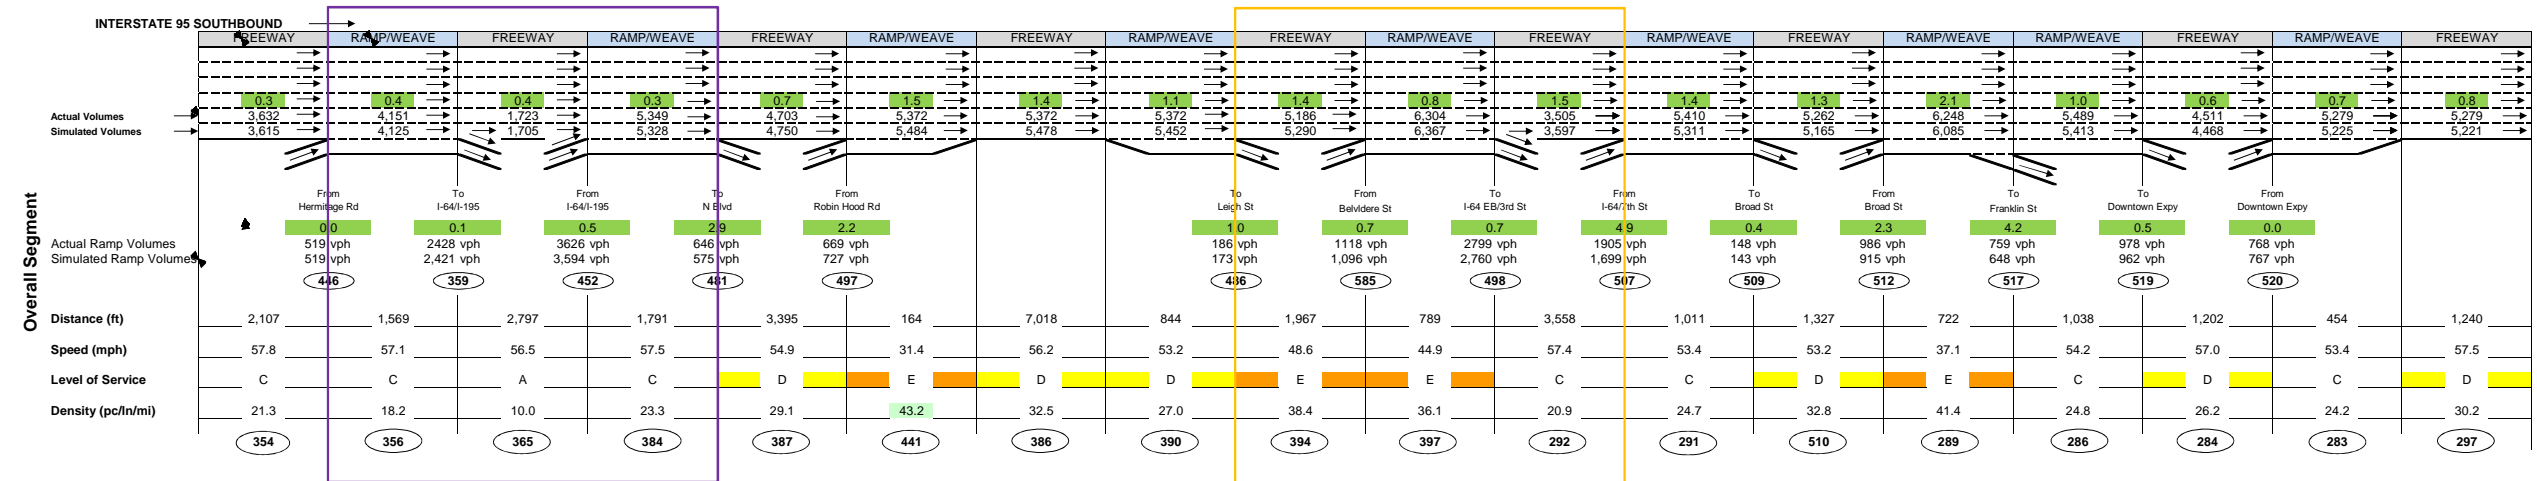 INTERSTATE 95 SOUTHBOUND
FREEWAY RAMP/WEAVE FREEWAY RAMP/WEAVE FREEWAY RAMP/WEAVE FREEWAY RAMP/WEAVE FREEWAY RAMP/WEAVE FREEWAY RAMP/WEAVE FREEWAY RAMP/WEAVE RAMP/WEAVE FREEWAY RAMP/WEAVE FREEWAY
0.3 0.4 0.4 0.3 0.7 1.5 1.4 1.1 1.4 0.8 1.5 1.4 1.3 2.1 1.0 0.6 0.7 0.8
Actual Volumes 3,632 4,151 1,723 5,349 4,703 5,372 5,372 5,372 5,186 6,304 3,505 5,410 5,262 6,248 5,489 4,511 5,279 5,279
Simulated Volumes 3,615 4,125 1,705 5,328 4,750 5,484 5,478 5,452 5,290 6,367 3,597 5,311 5,165 6,085 5,413 4,468 5,225 5,221
From To From To From To From To From To From To To From
Hermitage Rd I-64/I-195 I-64/I-195 N Blvd Robin Hood Rd Leigh St Belvidere St I-64 EB/3rd St I-64/7th St Broad St Broad St Franklin St Downtown Expy Downtown Expy
0.0 0.1 0.5 2.9 2.2 1.0 0.7 0.7 4.9 0.4 2.3 4.2 0.5 0.0
Actual Ramp Volumes 519 vph 2428 vph 3626 vph 646 vph 669 vph 186 vph 1118 vph 2799 vph 1905 vph 148 vph 986 vph 759 vph 978 vph 768 vph
Simulated Ramp Volumes 519 vph 2,421 vph 3,594 vph 575 vph 727 vph 173 vph 1,096 vph 2,760 vph 1,699 vph 143 vph 915 vph 648 vph 962 vph 767 vph
446 359 452 481 497 486 585 498 507 509 512 517 519 520
Overall Segment
Distance (ft) 2,107 1,569 2,797 1,791 3,395 164 7,018 844 1,967 789 3,558 1,011 1,327 722 1,038 1,202 454 1,240
Speed (mph) 57.8 57.1 56.5 57.5 54.9 31.4 56.2 53.2 48.6 44.9 57.4 53.4 53.2 37.1 54.2 57.0 53.4 57.5
Level of Service C C A C D E D D E E C C D E C D C D
Density (pc/ln/mi) 21.3 18.2 10.0 23.3 29.1 43.2 32.5 27.0 38.4 36.1 20.9 24.7 32.8 41.4 24.8 26.2 24.2 30.2
354 356 365 384 387 441 386 390 394 397 292 291 510 289 286 284 283 297